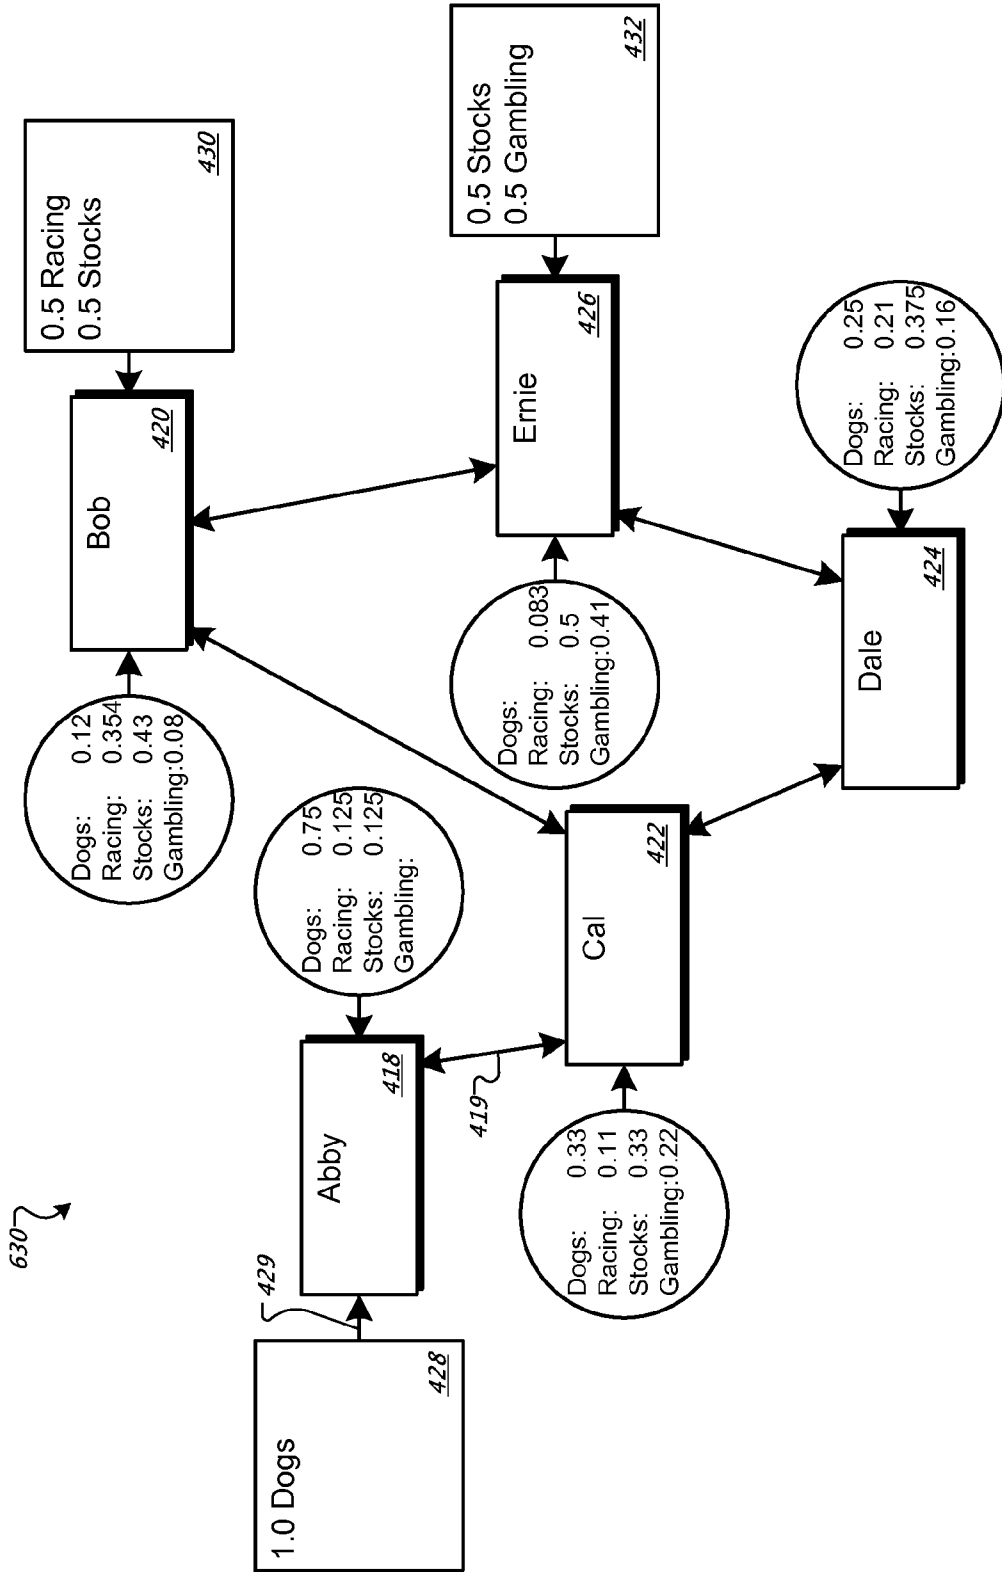 630
1.0 Dogs
428
429
Abby
418
419
Dogs: 0.75
Racing: 0.125
Stocks: 0.125
Gambling:
Dogs: 0.12
Racing: 0.354
Stocks: 0.43
Gambling:0.08
Bob
420
0.5 Racing
0.5 Stocks
430
Dogs: 0.33
Racing: 0.11
Stocks: 0.33
Gambling:0.22
Cal
422
Dogs:
Racing: 0.083
Stocks: 0.5
Gambling:0.41
Ernie
426
0.5 Stocks
0.5 Gambling
432
Dale
424
Dogs: 0.25
Racing: 0.21
Stocks: 0.375
Gambling:0.16